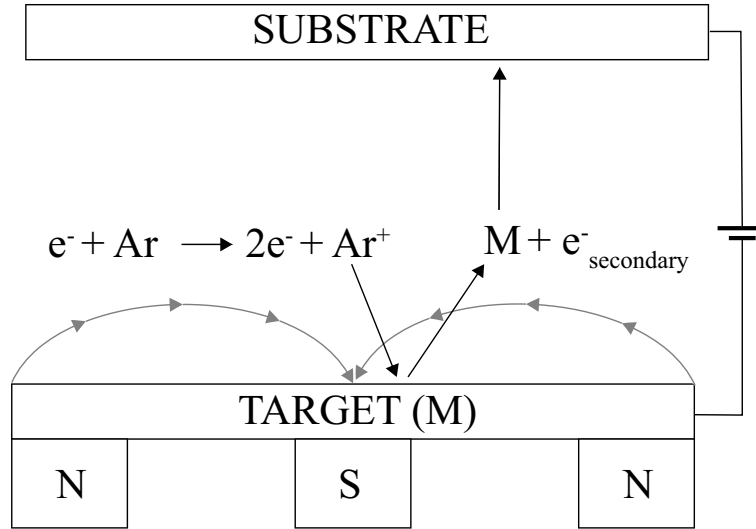 SUBSTRATE
e⁻ + Ar → 2e⁻ + Ar⁺ M + e⁻secondary
TARGET (M)
N S N